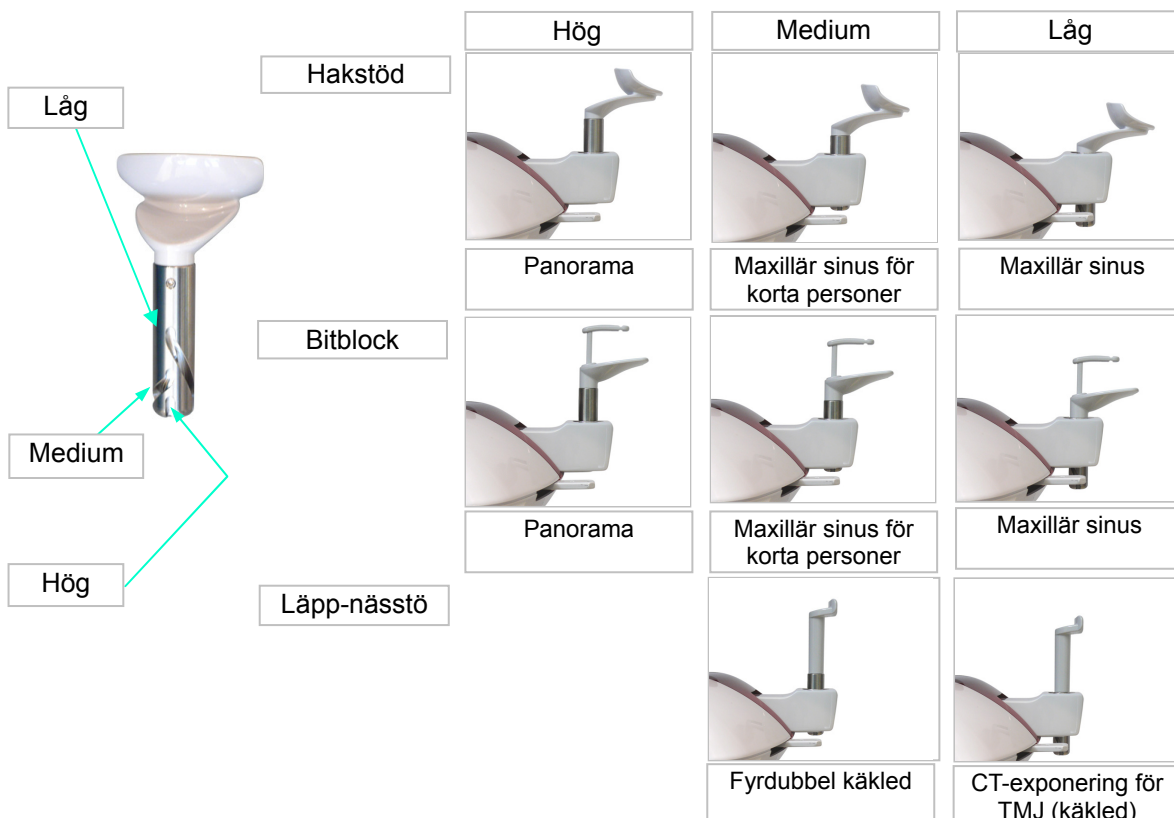 Hög
Medium
Låg
Hakstöd
Låg
Panorama
Maxillär sinus för
korta personer
Maxillär sinus
Bitblock
Medium
Panorama
Maxillär sinus för
korta personer
Maxillär sinus
Hög
Läpp-nässtö
Fyrdubbel käkled
CT-exponering för
TMJ (käkled)